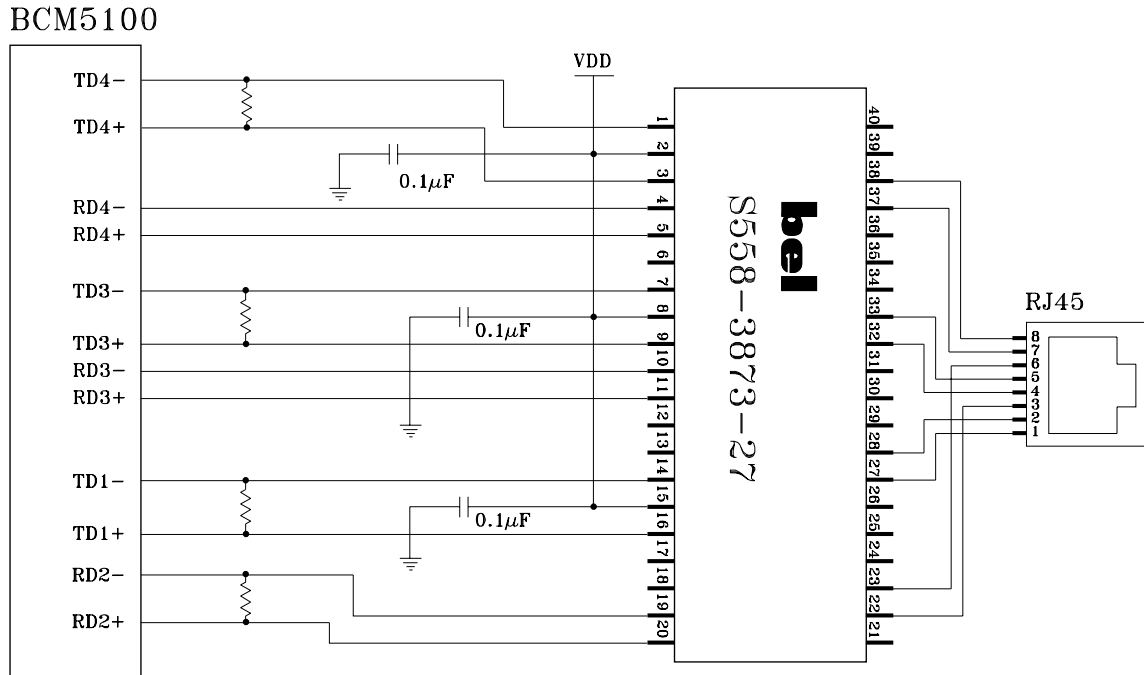 BCM5100
TD4-
TD4+
RD4-
RD4+
TD3-
TD3+
RD3-
RD3+
TD1-
TD1+
RD2-
RD2+
VDD
0.1μF
0.1μF
0.1μF
1
2
3
4
5
6
7
8
9
10
11
12
13
14
15
16
17
18
19
20
bel
S558-3873-27
40
39
38
37
36
35
34
33
32
31
30
29
28
27
26
25
24
23
22
21
RJ45
8
7
6
5
4
3
2
1